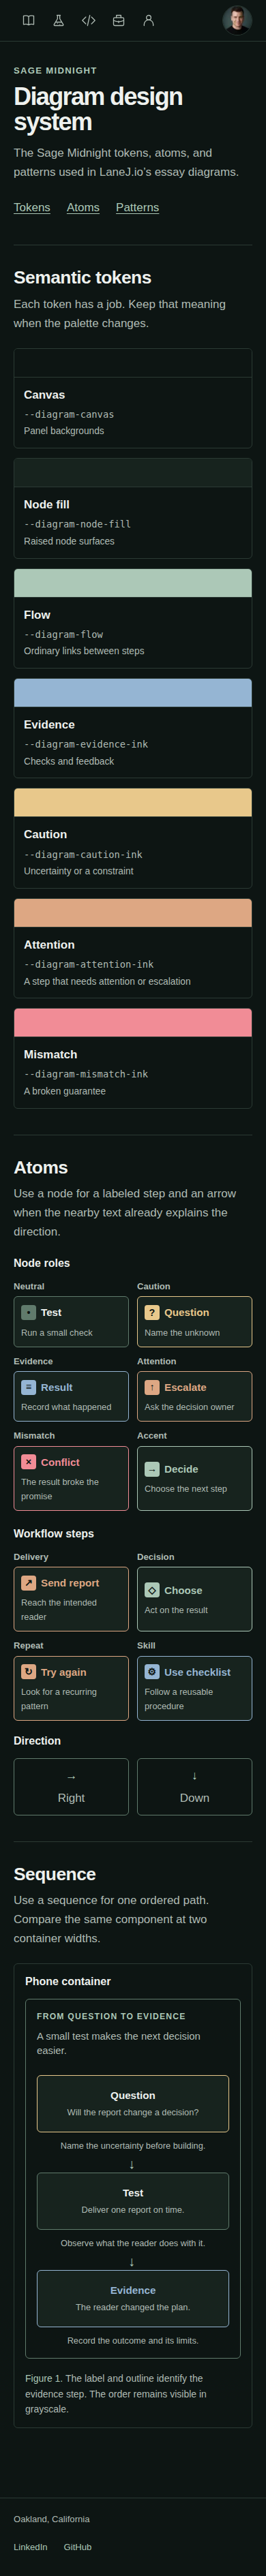 SAGE MIDNIGHT
Diagram design
system
The Sage Midnight tokens, atoms, and
patterns used in LaneJ.io’s essay diagrams.
Tokens Atoms Patterns
Semantic tokens
Each token has a job. Keep that meaning
when the palette changes.
Canvas
--diagram-canvas
Panel backgrounds
Node fill
--diagram-node-fill
Raised node surfaces
Flow
--diagram-flow
Ordinary links between steps
Evidence
--diagram-evidence-ink
Checks and feedback
Caution
--diagram-caution-ink
Uncertainty or a constraint
Attention
--diagram-attention-ink
A step that needs attention or escalation
Mismatch
--diagram-mismatch-ink
A broken guarantee
Atoms
Use a node for a labeled step and an arrow
when the nearby text already explains the
direction.
Node roles
Neutral
• Test
Run a small check
Caution
? Question
Name the unknown
Evidence
≡ Result
Record what happened
Attention
↑ Escalate
Ask the decision owner
Mismatch
× Conflict
The result broke the
promise
Accent
→ Decide
Choose the next step
Workflow steps
Delivery
↗ Send report
Reach the intended
reader
Decision
◇ Choose
Act on the result
Repeat
↻ Try again
Look for a recurring
pattern
Skill
⚙ Use checklist
Follow a reusable
procedure
Direction
→
Right
↓
Down
Sequence
Use a sequence for one ordered path.
Compare the same component at two
container widths.
Phone container
FROM QUESTION TO EVIDENCE
A small test makes the next decision
easier.
Question
Will the report change a decision?
Name the uncertainty before building.
↓
Test
Deliver one report on time.
Observe what the reader does with it.
↓
Evidence
The reader changed the plan.
Record the outcome and its limits.
Figure 1. The label and outline identify the
evidence step. The order remains visible in
grayscale.
Oakland, California
LinkedIn GitHub